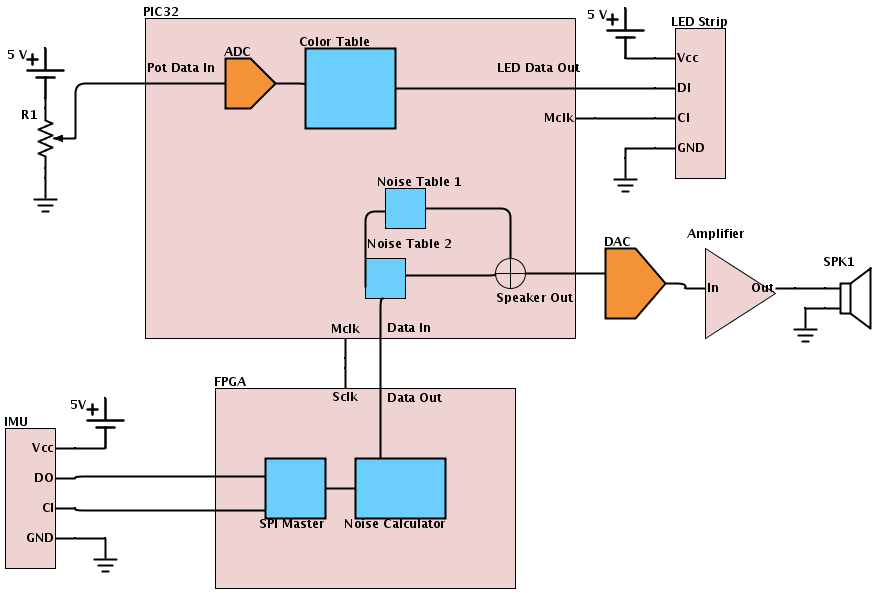 PIC32
5 V
LED Strip
ADC
Color Table
5 V
Pot Data In
LED Data Out
Vcc
DI
R1
Mclk
CI
GND
Noise Table 1
Noise Table 2
DAC
Amplifier
SPK1
In
Out
Speaker Out
Mclk
Data In
FPGA
Sclk
Data Out
5V
IMU
Vcc
DO
CI
SPI Master
Noise Calculator
GND